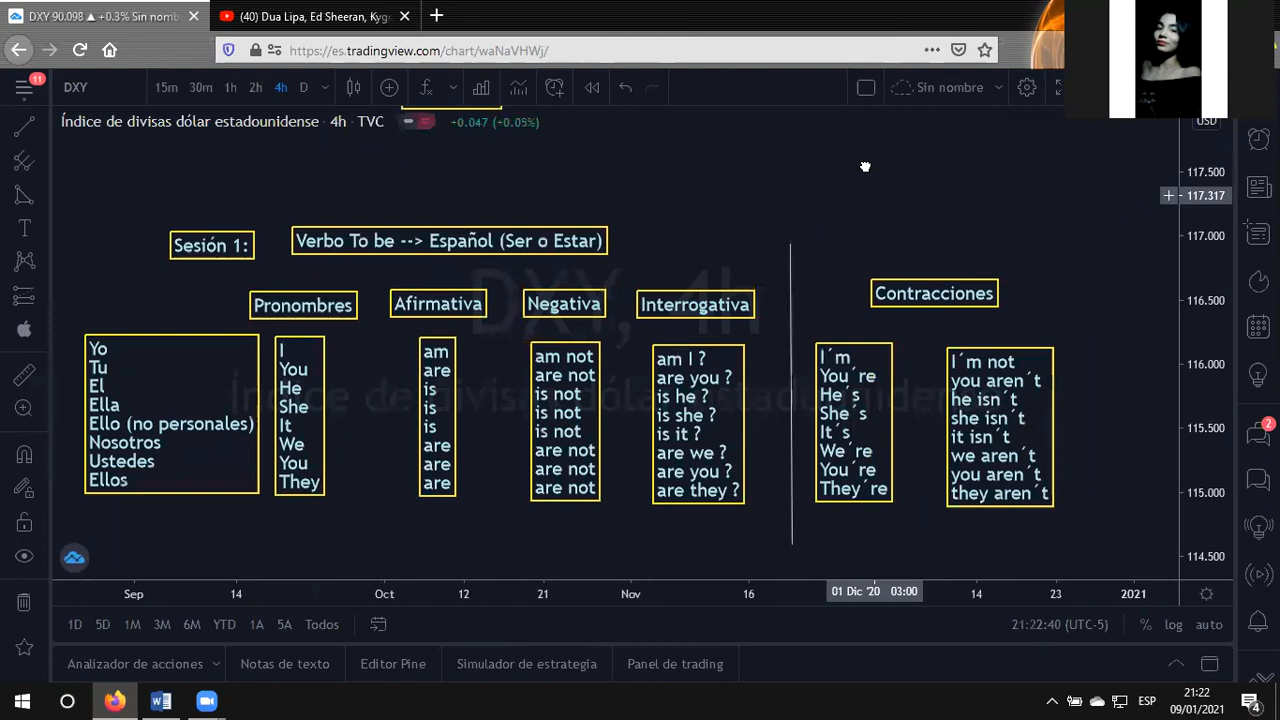 DXY 90.098 ▲ +0.3% Sin nomb
(40) Dua Lipa, Ed Sheeran, Kyg
https://es.tradingview.com/chart/waNaVHWj/
11
DXY
15m 30m 1h 2h 4h D
Sin nombre
Índice de divisas dólar estadounidense · 4h · TVC
+0.047 (+0.05%)
USD
117.500
117.317
117.000
116.500
116.000
115.500
115.000
114.500
DXY, 4h
Índice de divisas dólar estadounidense
Sesión 1:
Verbo To be --> Español (Ser o Estar)
Pronombres
Afirmativa
Negativa
Interrogativa
Contracciones
Yo
Tu
El
Ella
Ello (no personales)
Nosotros
Ustedes
Ellos
I
You
He
She
It
We
You
They
am
are
is
is
is
are
are
are
am not
are not
is not
is not
is not
are not
are not
are not
am I ?
are you ?
is he ?
is she ?
is it ?
are we ?
are you ?
are they ?
I´m
You´re
He´s
She´s
It´s
We´re
You´re
They´re
I´m not
you aren´t
he isn´t
she isn´t
it isn´t
we aren´t
you aren´t
they aren´t
2
Sep 14 Oct 12 21 Nov 16 01 Dic '20 03:00 14 23 2021
1D 5D 1M 3M 6M YTD 1A 5A Todos
21:22:40 (UTC-5) % log auto
Analizador de acciones Notas de texto Editor Pine Simulador de estrategia Panel de trading
ESP
21:22
09/01/2021
4